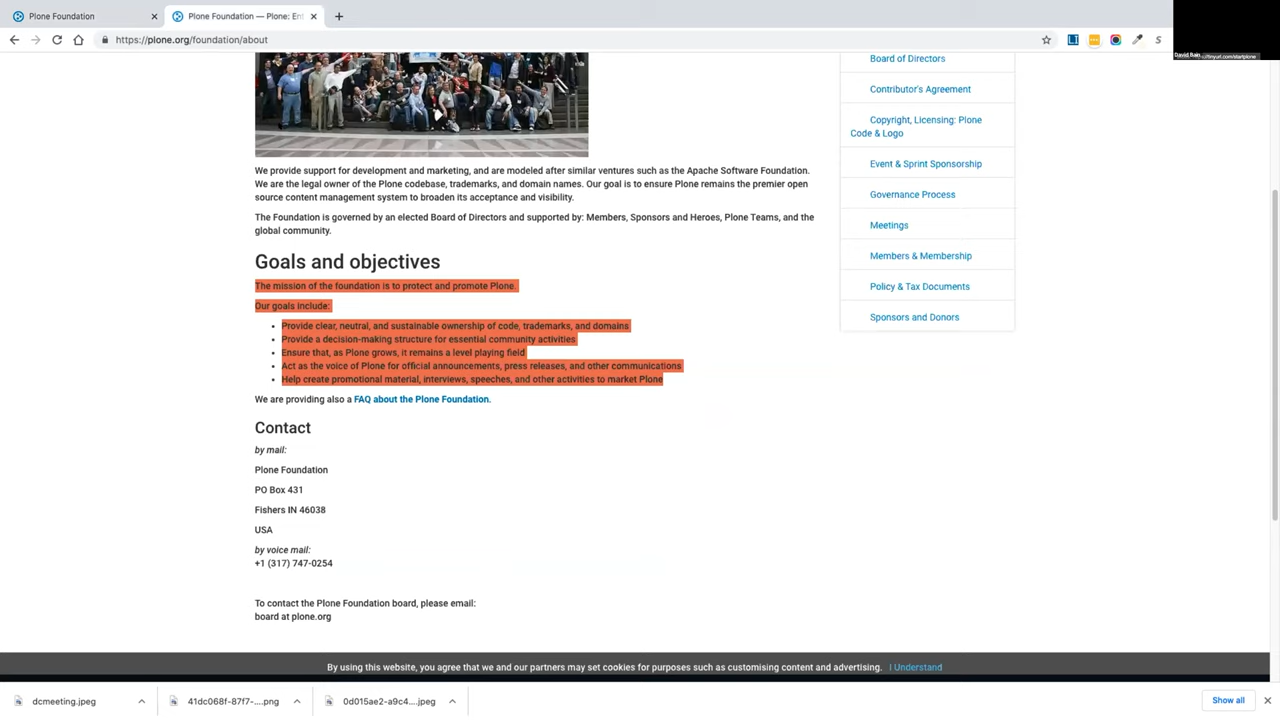 Plone Foundation
Plone Foundation — Plone: Ent
https://plone.org/foundation/about
S
David Bain
://tinyurl.com/startplone
Board of Directors
Contributor's Agreement
Copyright, Licensing: Plone
Code & Logo
Event & Sprint Sponsorship
Governance Process
Meetings
Members & Membership
Policy & Tax Documents
Sponsors and Donors
We provide support for development and marketing, and are modeled after similar ventures such as the Apache Software Foundation.
We are the legal owner of the Plone codebase, trademarks, and domain names. Our goal is to ensure Plone remains the premier open
source content management system to broaden its acceptance and visibility.
The Foundation is governed by an elected Board of Directors and supported by: Members, Sponsors and Heroes, Plone Teams, and the
global community.
Goals and objectives
The mission of the foundation is to protect and promote Plone.
Our goals include:
• Provide clear, neutral, and sustainable ownership of code, trademarks, and domains
• Provide a decision-making structure for essential community activities
• Ensure that, as Plone grows, it remains a level playing field
• Act as the voice of Plone for official announcements, press releases, and other communications
• Help create promotional material, interviews, speeches, and other activities to market Plone
We are providing also a FAQ about the Plone Foundation.
Contact
by mail:
Plone Foundation
PO Box 431
Fishers IN 46038
USA
by voice mail:
+1 (317) 747-0254
To contact the Plone Foundation board, please email:
board at plone.org
By using this website, you agree that we and our partners may set cookies for purposes such as customising content and advertising. I Understand
dcmeeting.jpeg
41dc068f-87f7-....png
0d015ae2-a9c4....jpeg
Show all